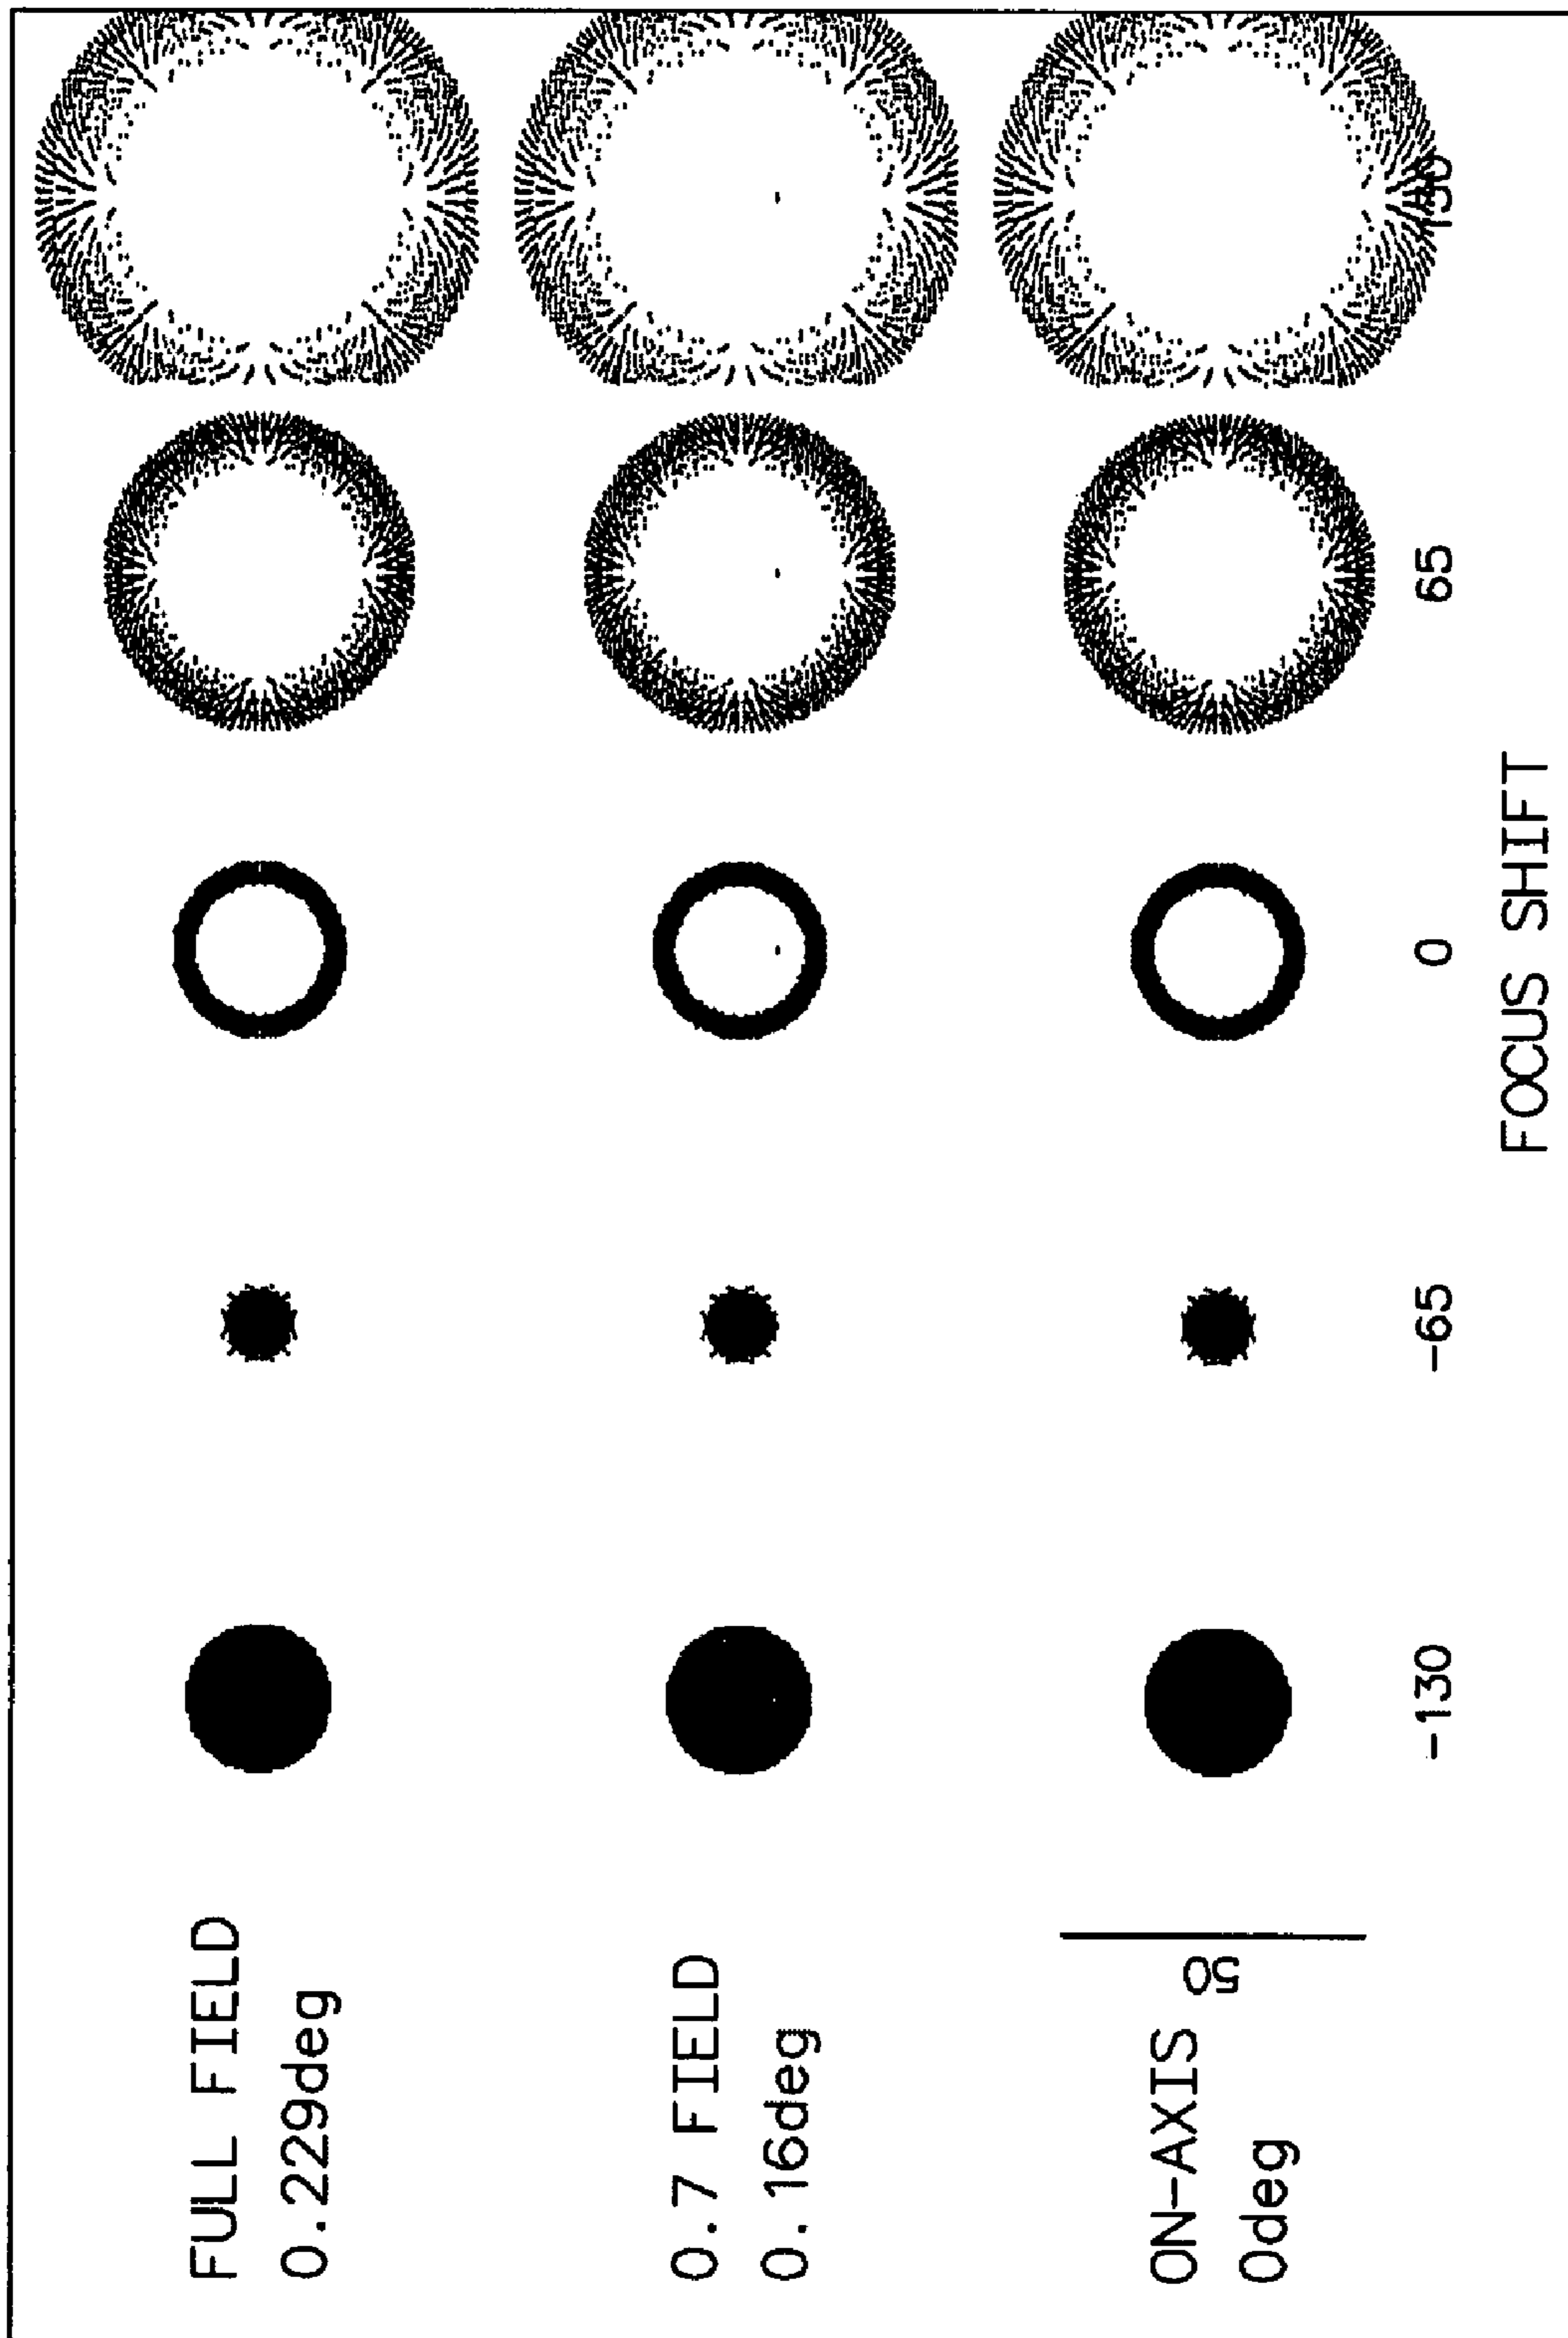 FULL FIELD
0.229deg
0.7 FIELD
0.16deg
ON-AXIS
0deg
50
-130
-65
0
65
130
FOCUS SHIFT